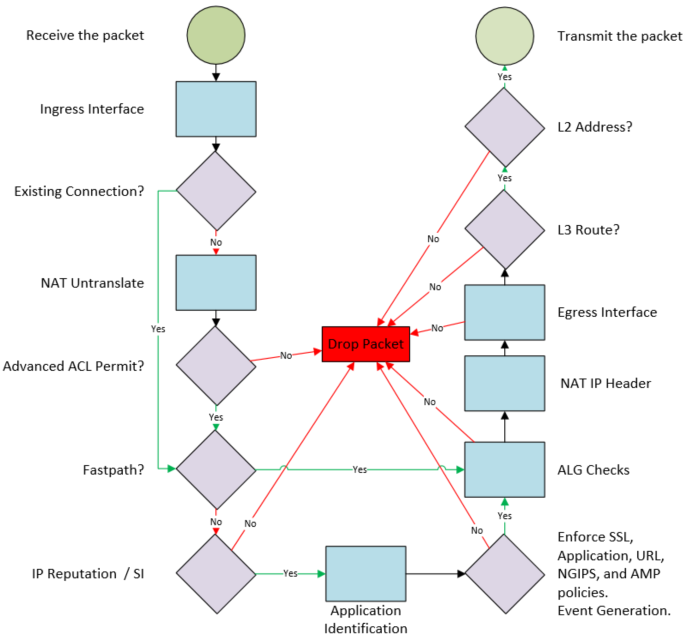 Receive the packet
Transmit the packet
Yes
Ingress Interface
L2 Address?
Yes
Existing Connection?
No
L3 Route?
No
No
NAT Untranslate
Egress Interface
Yes
No
Drop Packet
No
Advanced ACL Permit?
NAT IP Header
No
Yes
Fastpath?
Yes
ALG Checks
No
No
No
Yes
IP Reputation / SI
Yes
Application
Identification
Enforce SSL,
Application, URL,
NGIPS, and AMP
policies.
Event Generation.